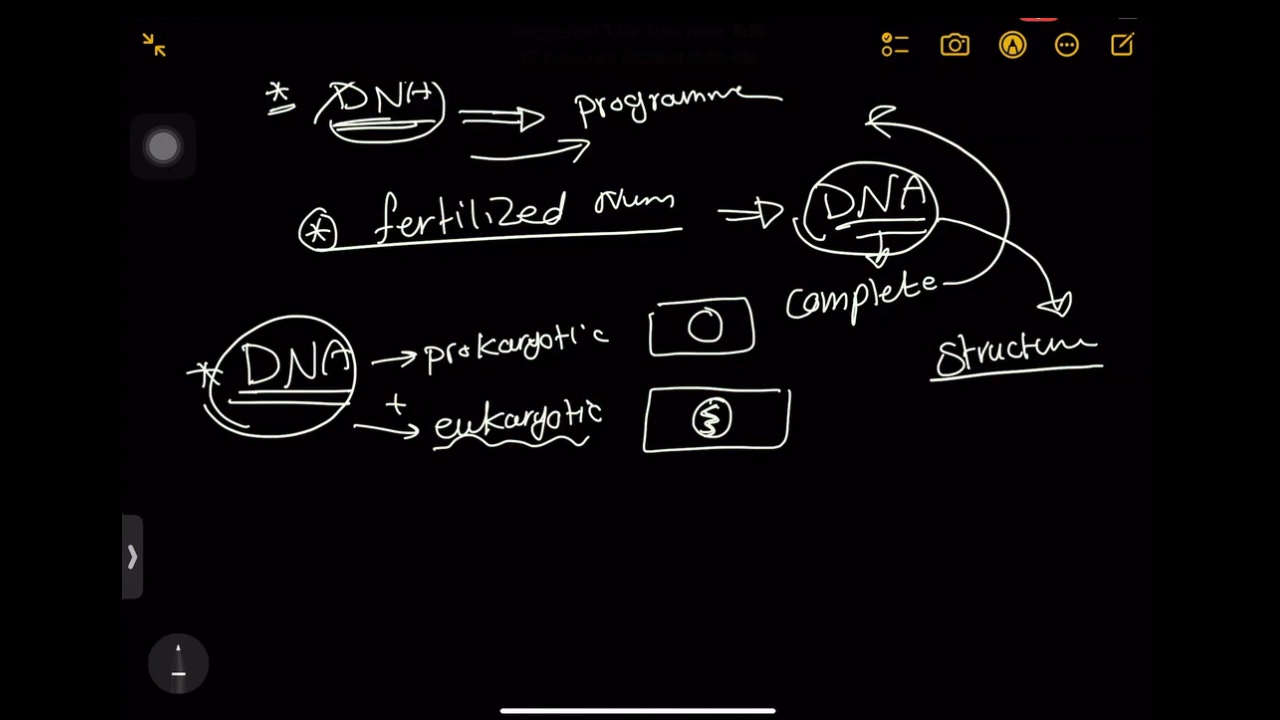 * DNA ⇒ programme
* fertilized ovum ⇒ DNA
complete
structure
* DNA → prokaryotic
+
→ eukaryotic